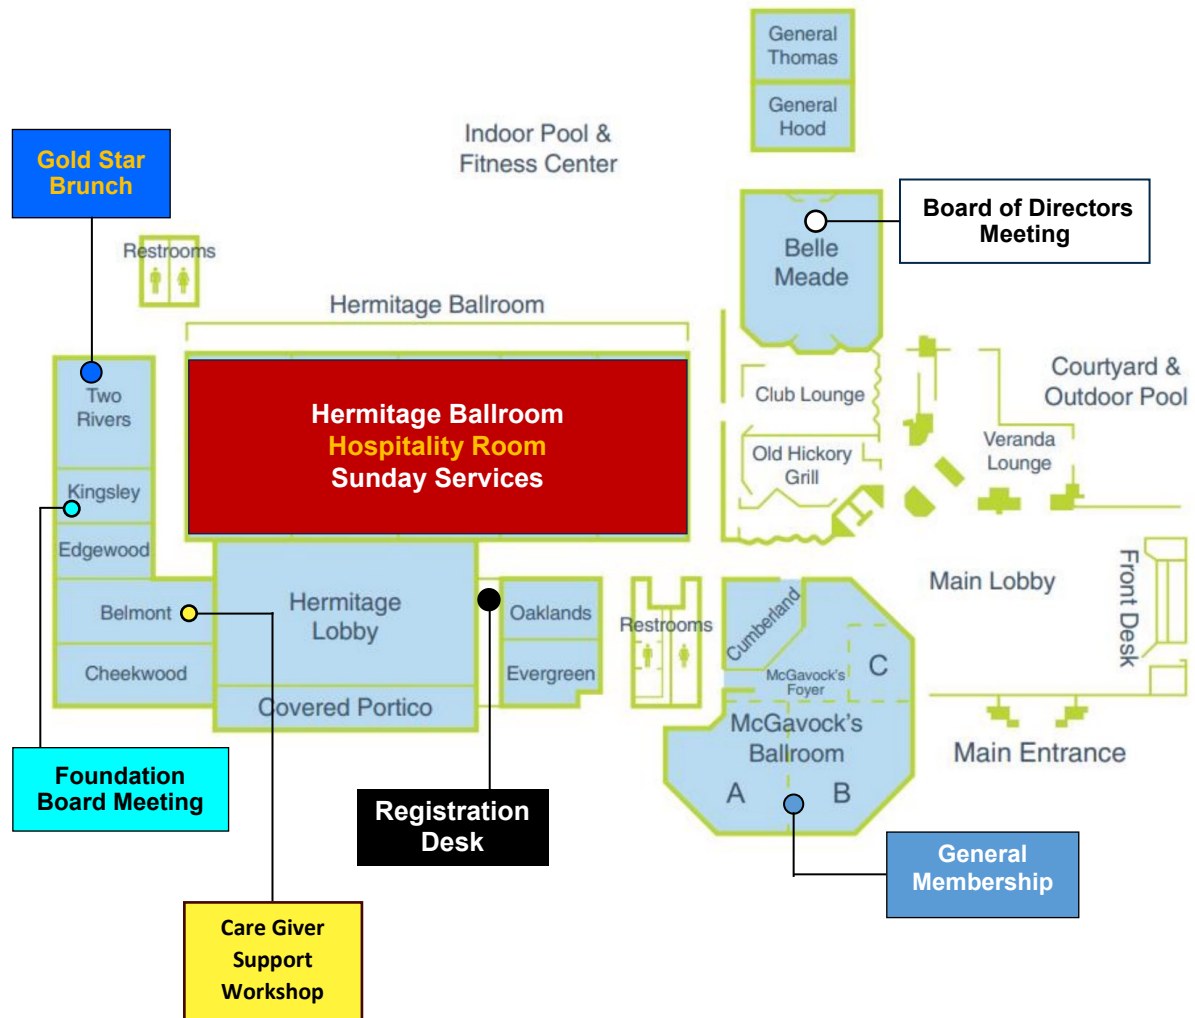 General
Thomas
General
Hood
Indoor Pool &
Fitness Center
Gold Star
Brunch
Board of Directors
Meeting
Belle
Meade
Restrooms
Hermitage Ballroom
Courtyard &
Outdoor Pool
Two
Rivers
Club Lounge
Hermitage Ballroom
Hospitality Room
Sunday Services
Old Hickory
Grill
Veranda
Lounge
Kingsley
Edgewood
Belmont
Cheekwood
Hermitage
Lobby
Covered Portico
Oaklands
Evergreen
Restrooms
Cumberland
McGavock's
Foyer
C
McGavock's
Ballroom
A
B
Main Lobby
Front Desk
Main Entrance
Foundation
Board Meeting
Registration
Desk
General
Membership
Care Giver
Support
Workshop